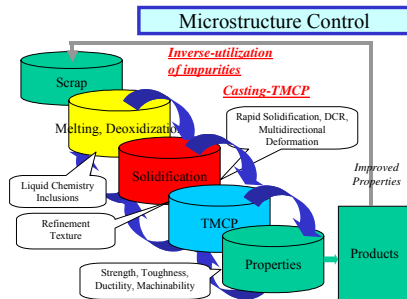 Microstructure Control
Inverse-utilization
of impurities
Scrap
Casting-TMCP
Melting, Deoxidization
Rapid Solidification, DCR,
Multidirectional
Deformation
Solidification
Improved
Properties
Liquid Chemistry
Inclusions
Refinement
Texture
TMCP
Properties
Products
Strength, Toughness,
Ductility, Machinability